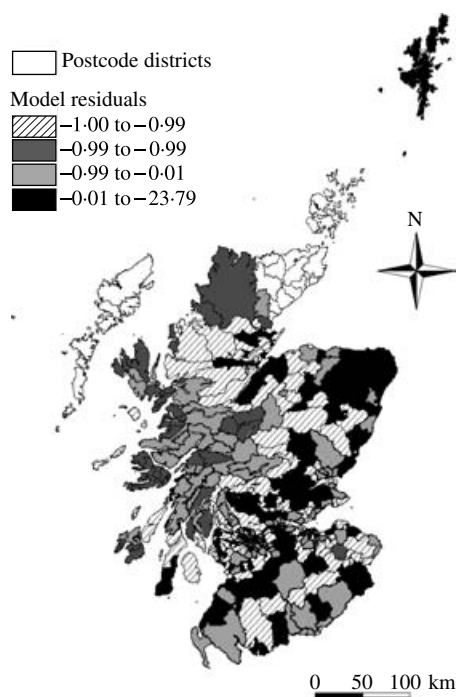 Postcode districts
Model residuals
–1·00 to –0·99
–0·99 to –0·99
–0·99 to –0·01
–0·01 to –23·79
N
0 50 100 km